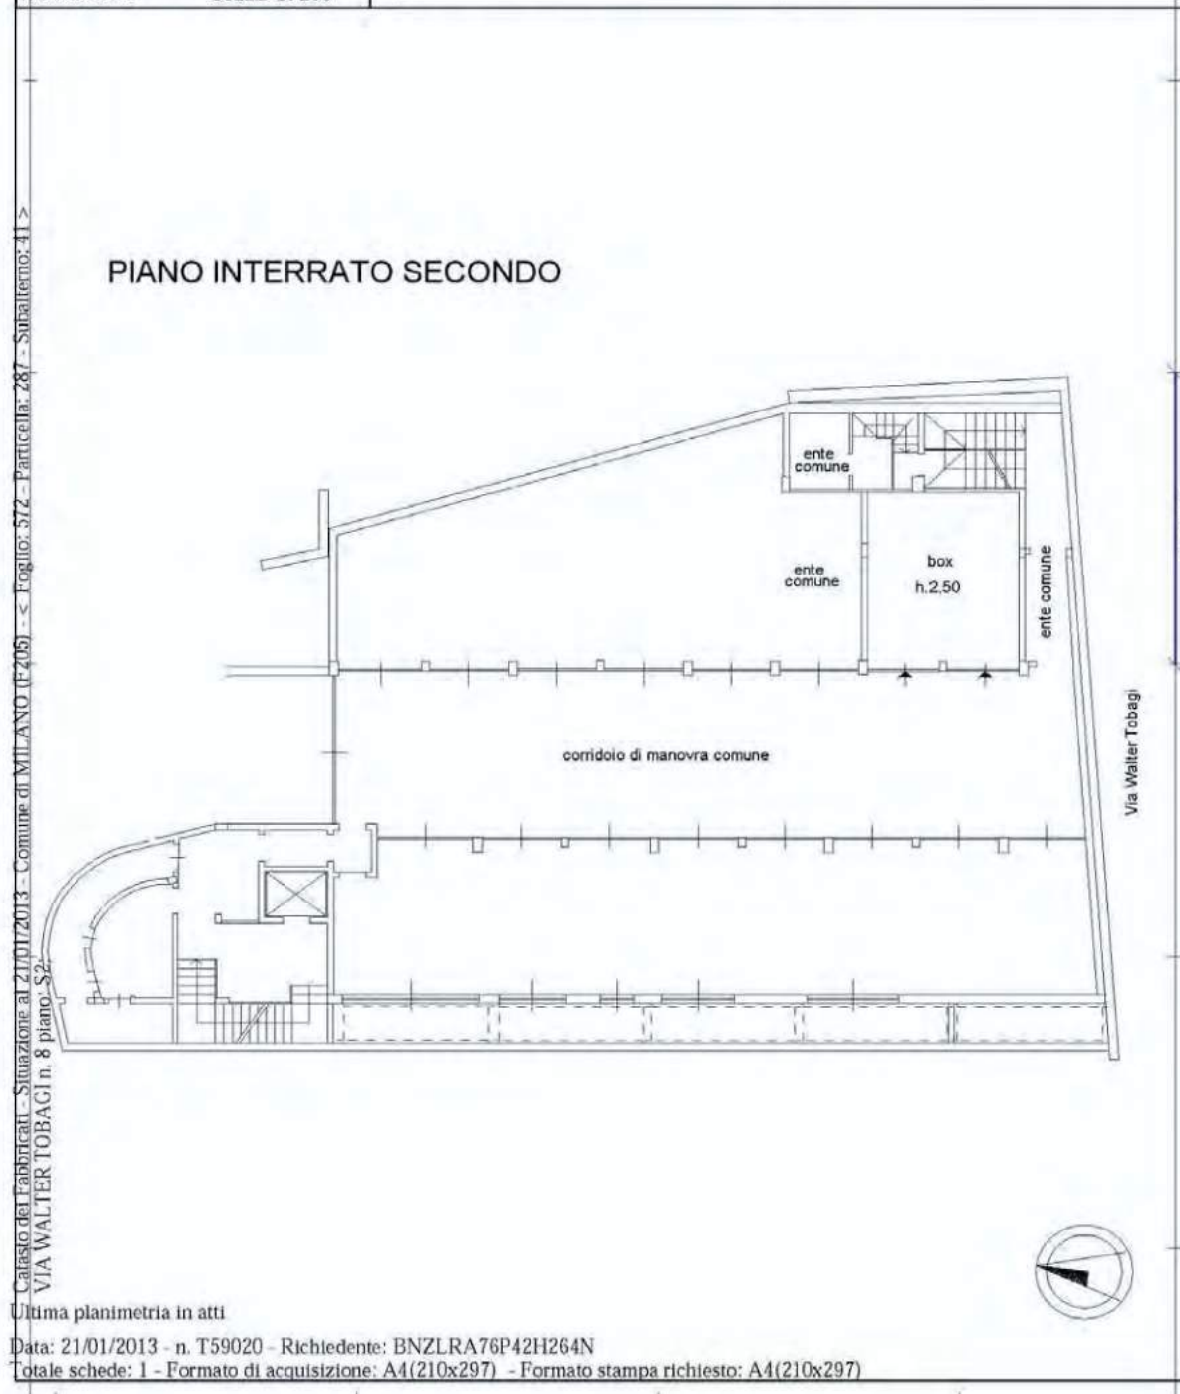 PIANO INTERRATO SECONDO
ente
comune
ente
comune
box
h.2,50
ente comune
corridoio di manovra comune
Via Walter Tobagi
Catasto dei Fabbricati - Situazione al 21/01/2013 - Comune di MILANO (F205) - < Foglio: 572 - Particella: 287 - Subalterno: 41 >
VIA WALTER TOBAGI n. 8 piano: S2;
Ultima planimetria in atti
Data: 21/01/2013 - n. T59020 - Richiedente: BNZLRA76P42H264N
Totale schede: 1 - Formato di acquisizione: A4(210x297) - Formato stampa richiesto: A4(210x297)